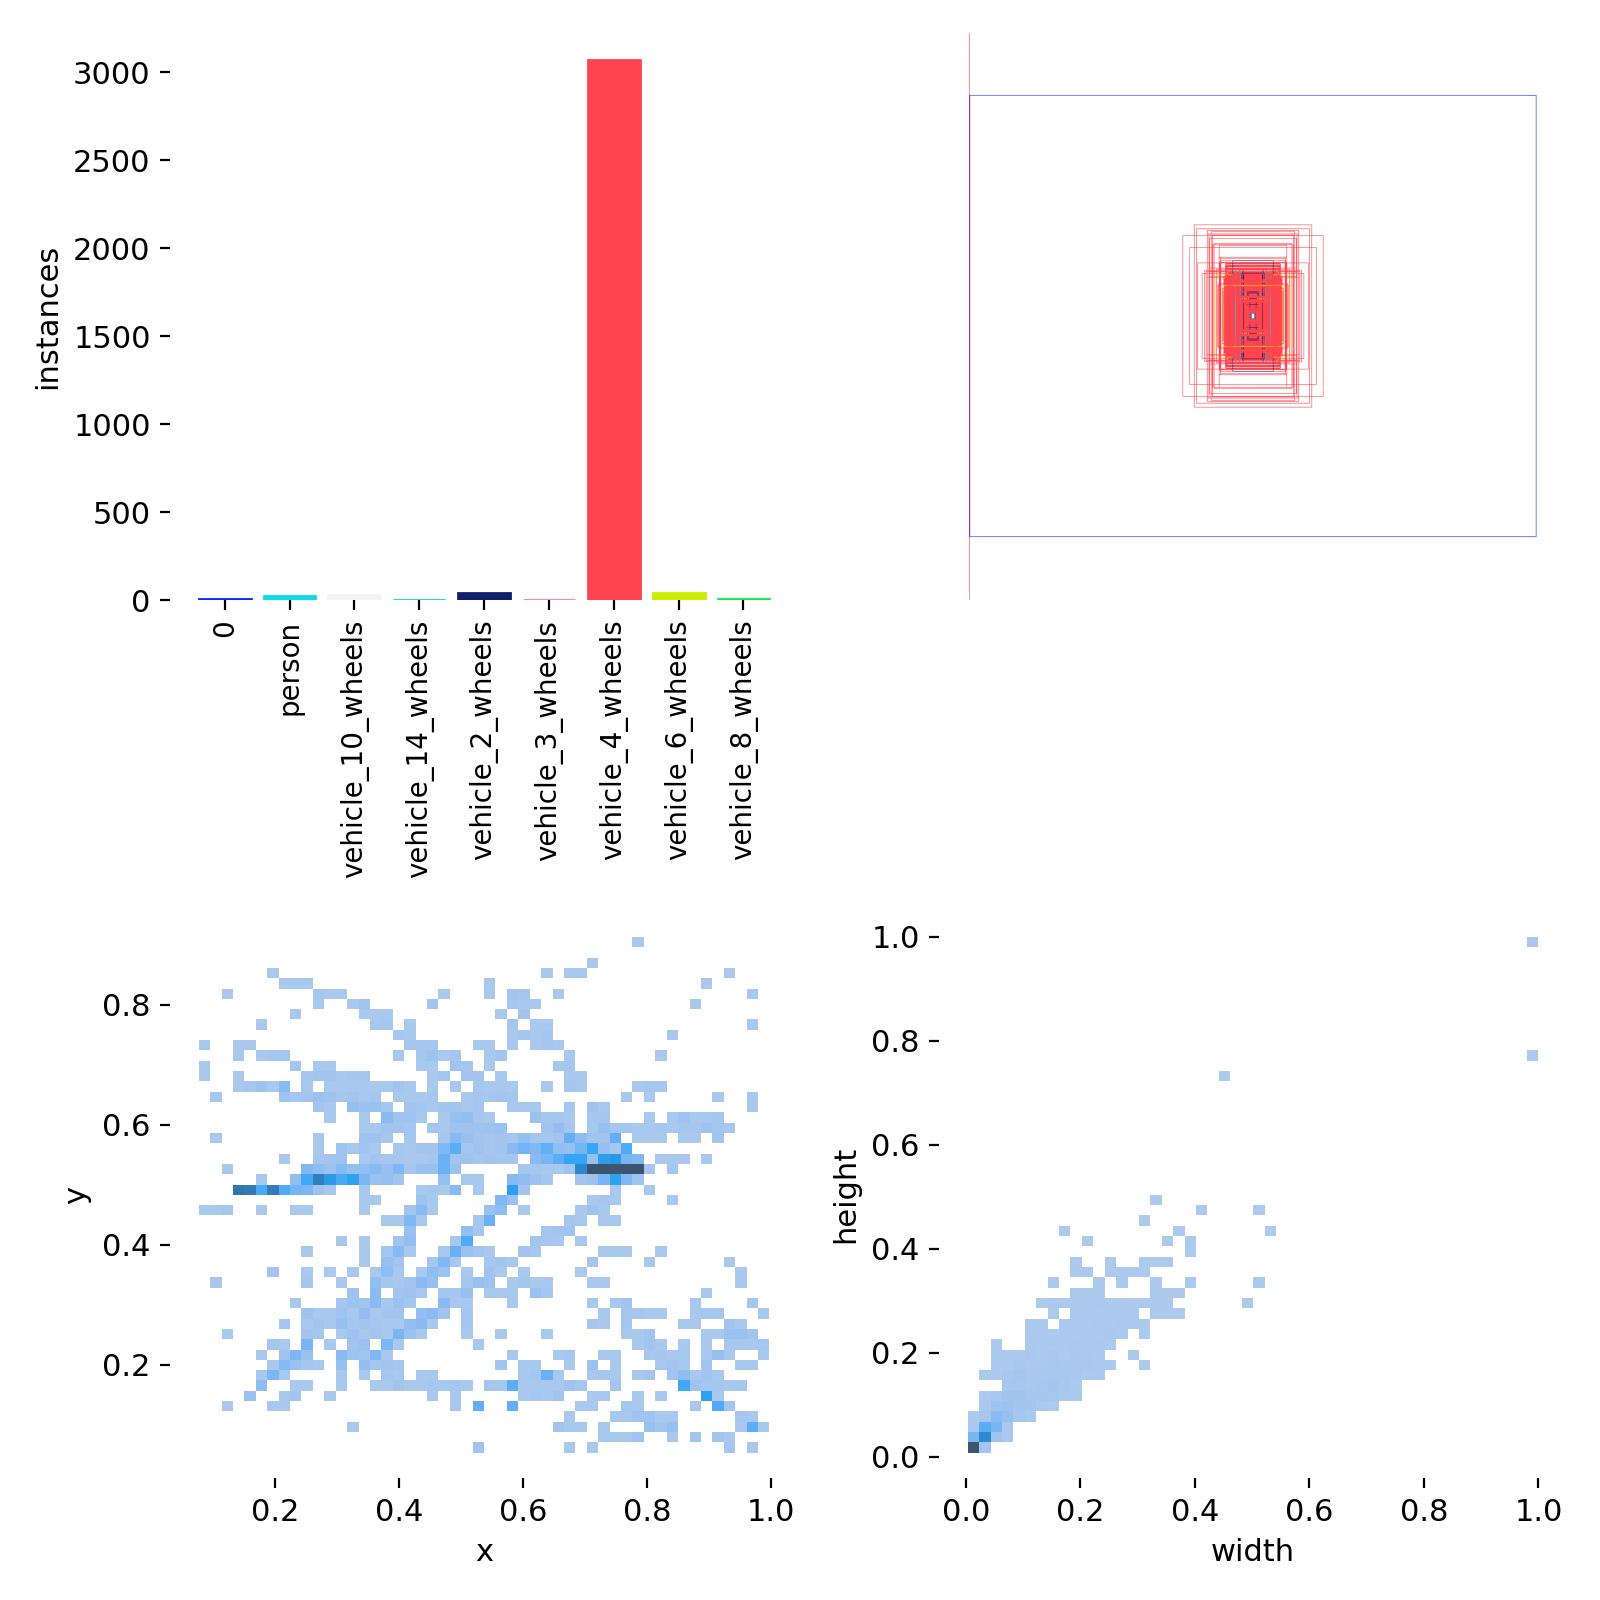 3000
2500
2000
1500
1000
500
0
instances
0
person
vehicle_10_wheels
vehicle_14_wheels
vehicle_2_wheels
vehicle_3_wheels
vehicle_4_wheels
vehicle_6_wheels
vehicle_8_wheels
0.8
0.6
0.4
0.2
y
0.2 0.4 0.6 0.8 1.0
x
1.0
0.8
0.6
0.4
0.2
0.0
height
0.0 0.2 0.4 0.6 0.8 1.0
width